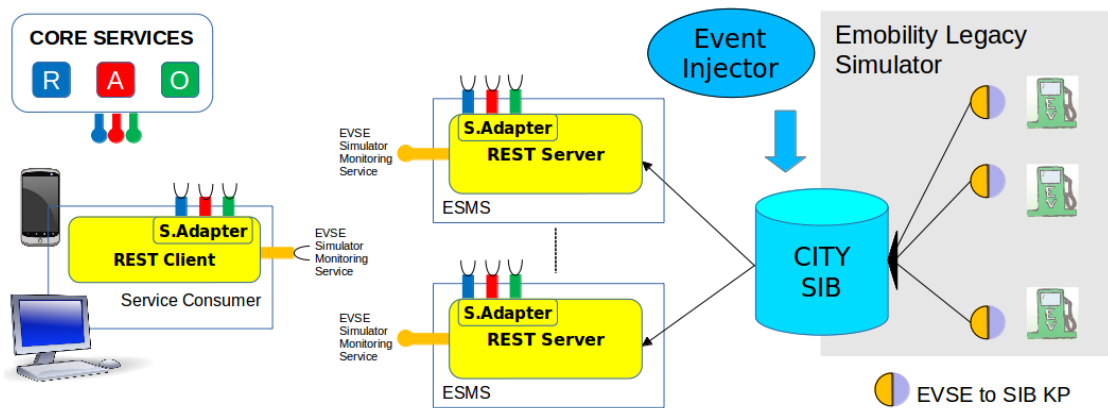 CORE SERVICES
R A O
Event
Injector
Emobility Legacy
Simulator
EVSE
Simulator
Monitoring
Service
S.Adapter
REST Server
ESMS
S.Adapter
REST Client
Service Consumer
EVSE
Simulator
Monitoring
Service
CITY
SIB
EVSE
Simulator
Monitoring
Service
S.Adapter
REST Server
ESMS
E
E
E
EVSE to SIB KP